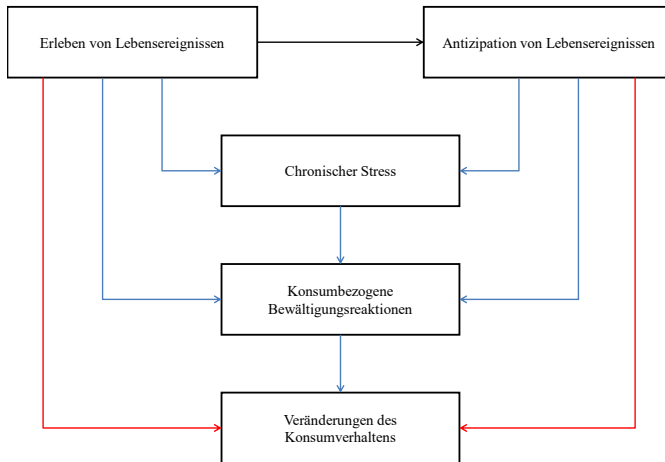 Erleben von Lebensereignissen
Antizipation von Lebensereignissen
Chronischer Stress
Konsumbezogene
Bewältigungsreaktionen
Veränderungen des
Konsumverhaltens